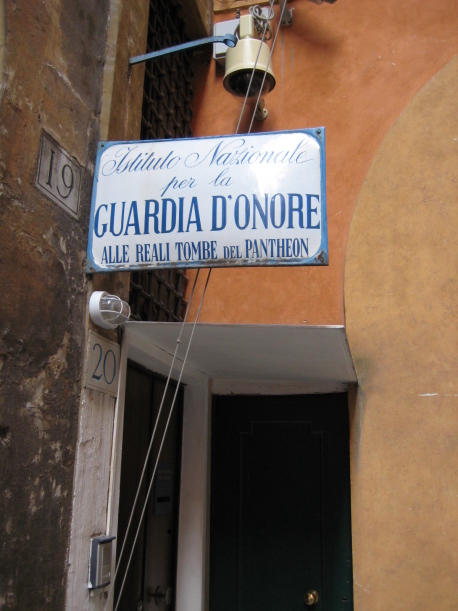 19
Istituto Nazionale
per la
GUARDIA D'ONORE
ALLE REALI TOMBE DEL PANTHEON
20